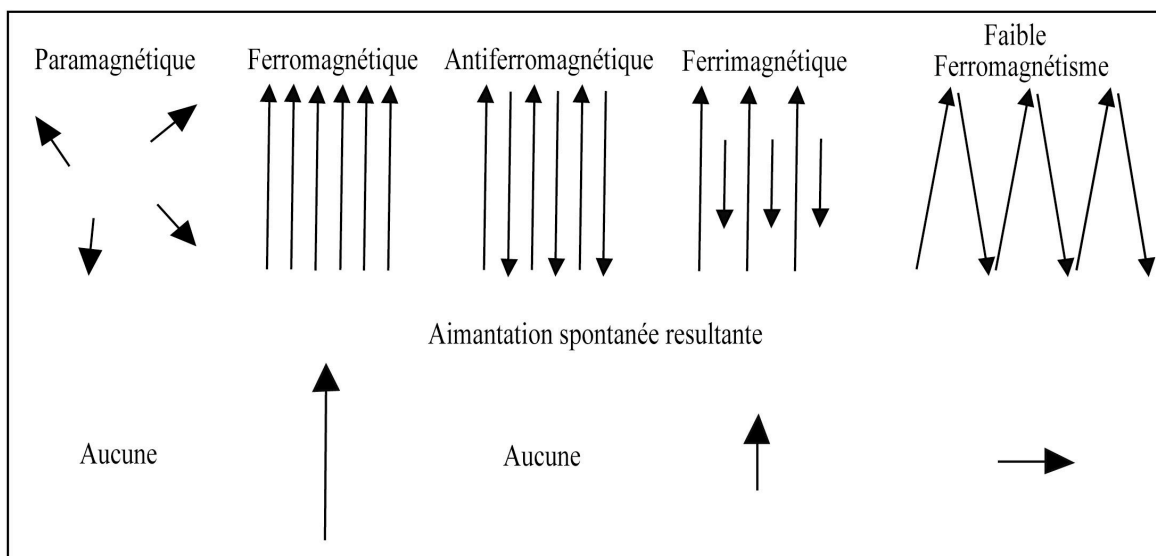 Paramagnétique
Ferromagnétique
Antiferromagnétique
Ferrimagnétique
Faible
Ferromagnétisme
Aimantation spontanée resultante
Aucune
Aucune